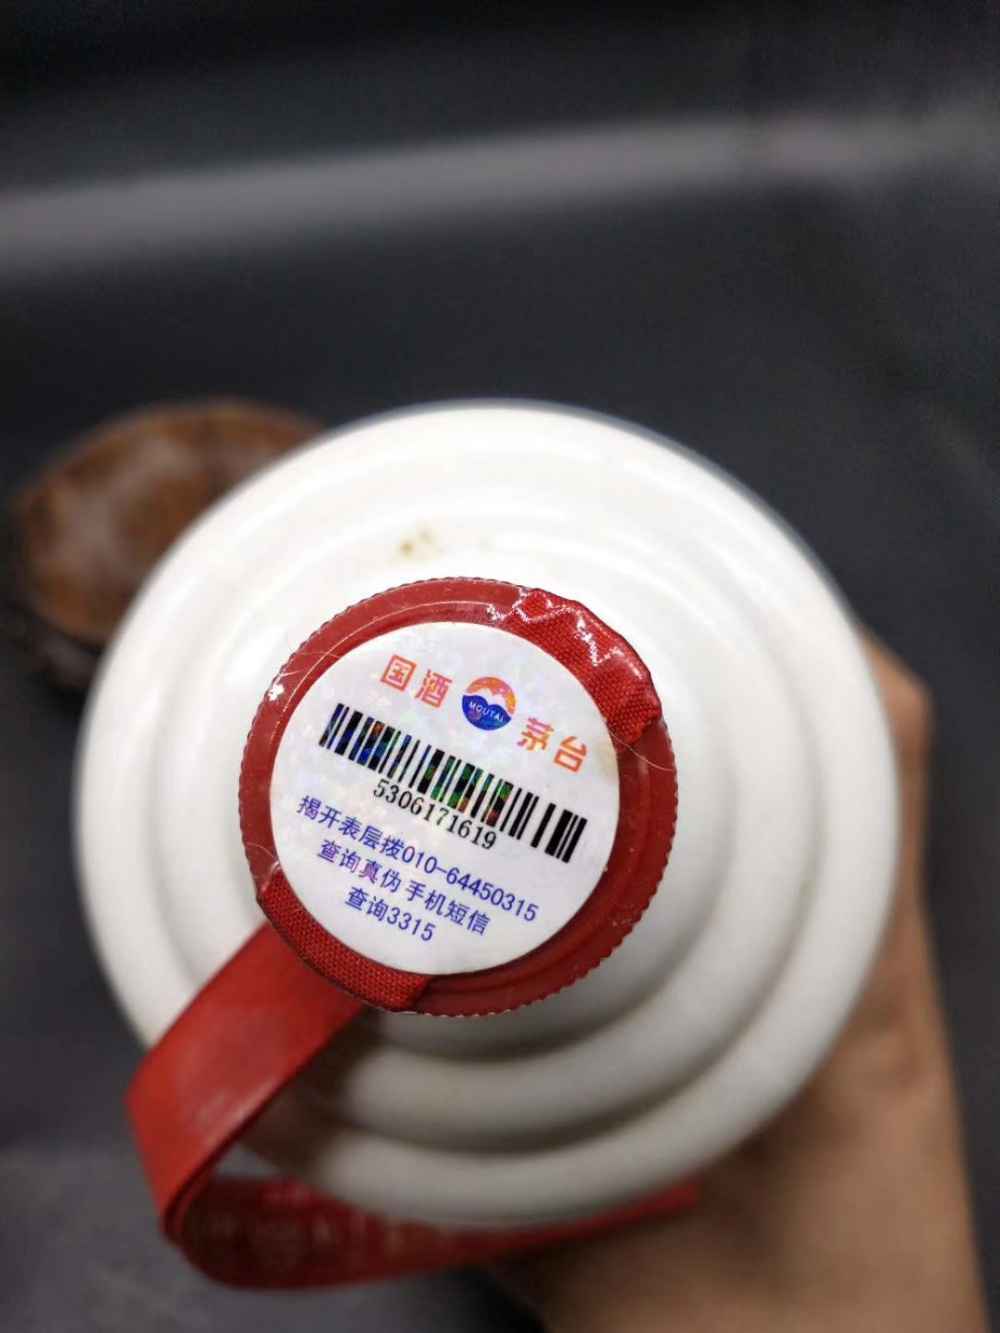 国酒 MOUTAI 茅台
5306171619
揭开表层拨010-64450315
查询真伪 手机短信
查询3315